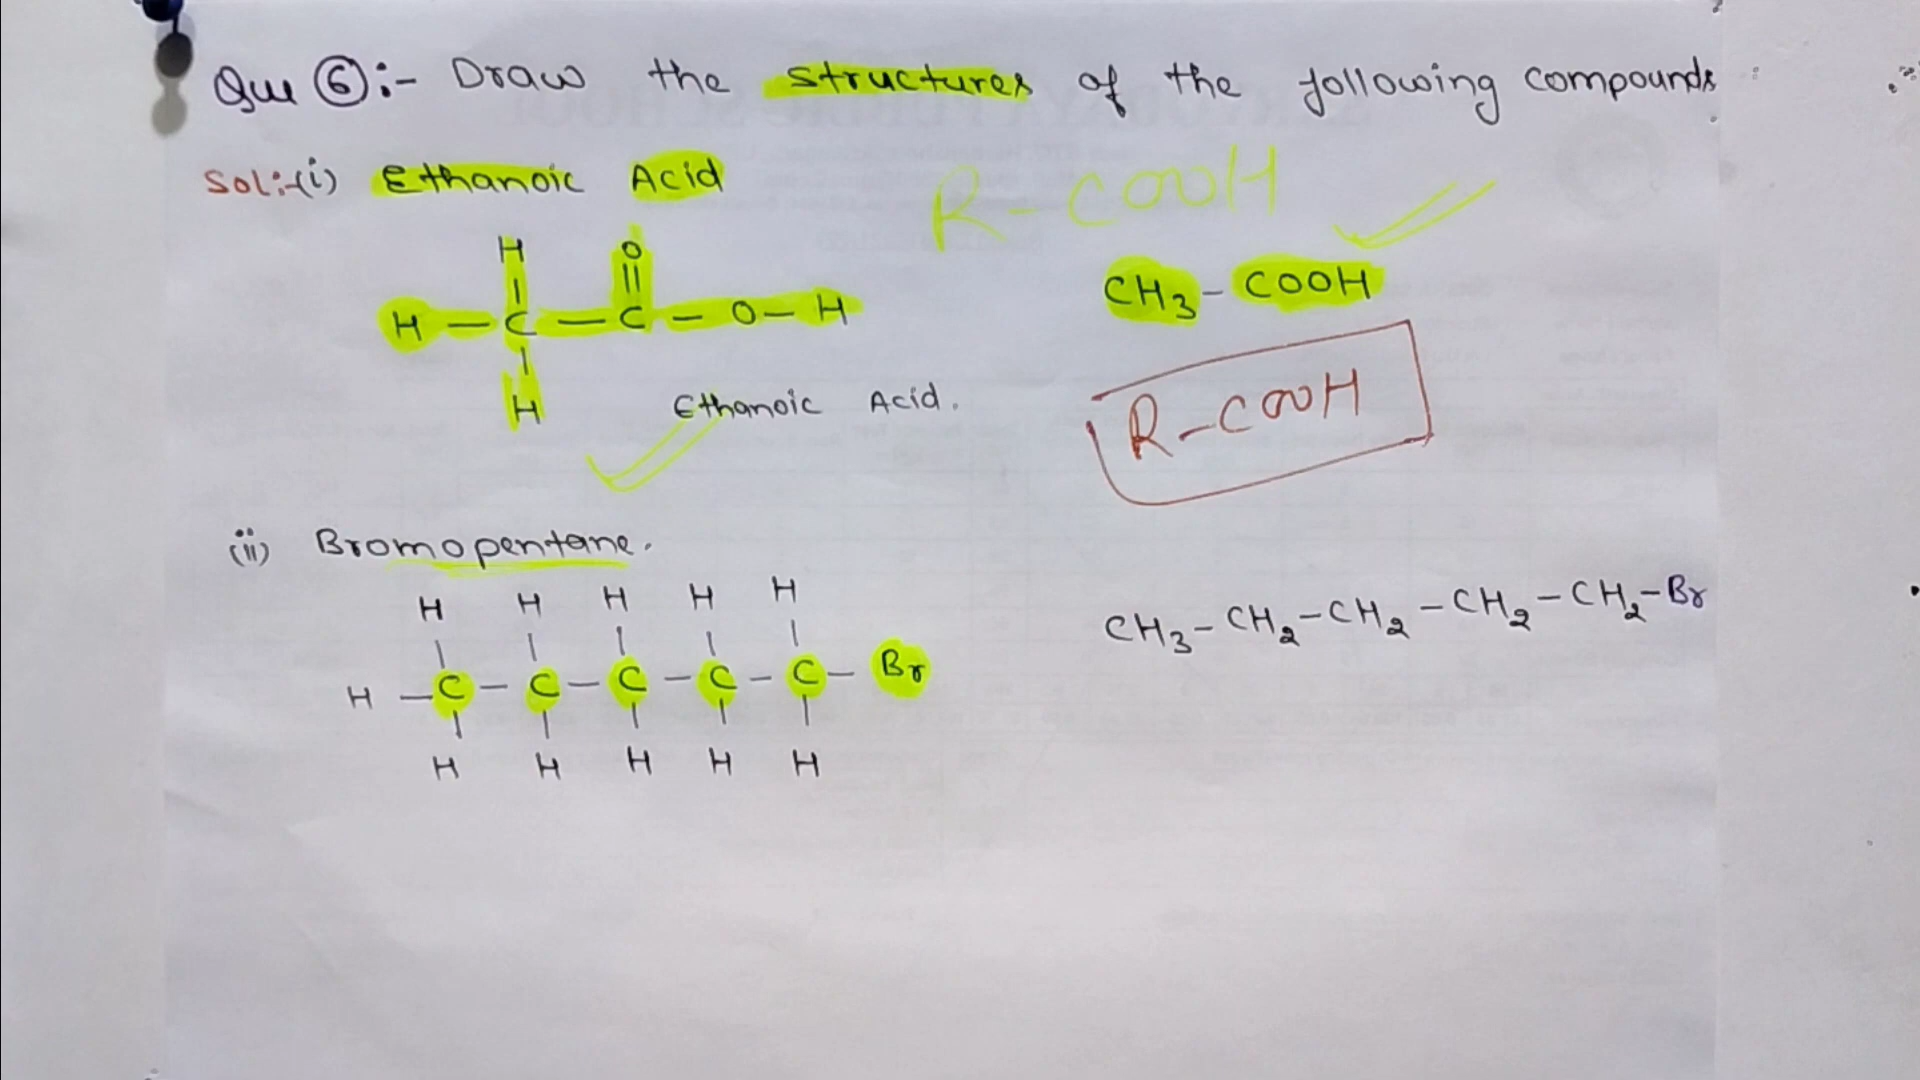 Que ⑥:- Draw the structures of the following compounds:
Sol:-(i) Ethanoic Acid
R-COOH
H O
H — C — C — O — H
H
CH₃ - COOH
Ethanoic Acid.
R-COOH
(ii) Bromopentane.
H H H H H
H — C — C — C — C — C — Br
H H H H H
CH₃-CH₂-CH₂-CH₂-CH₂-Br